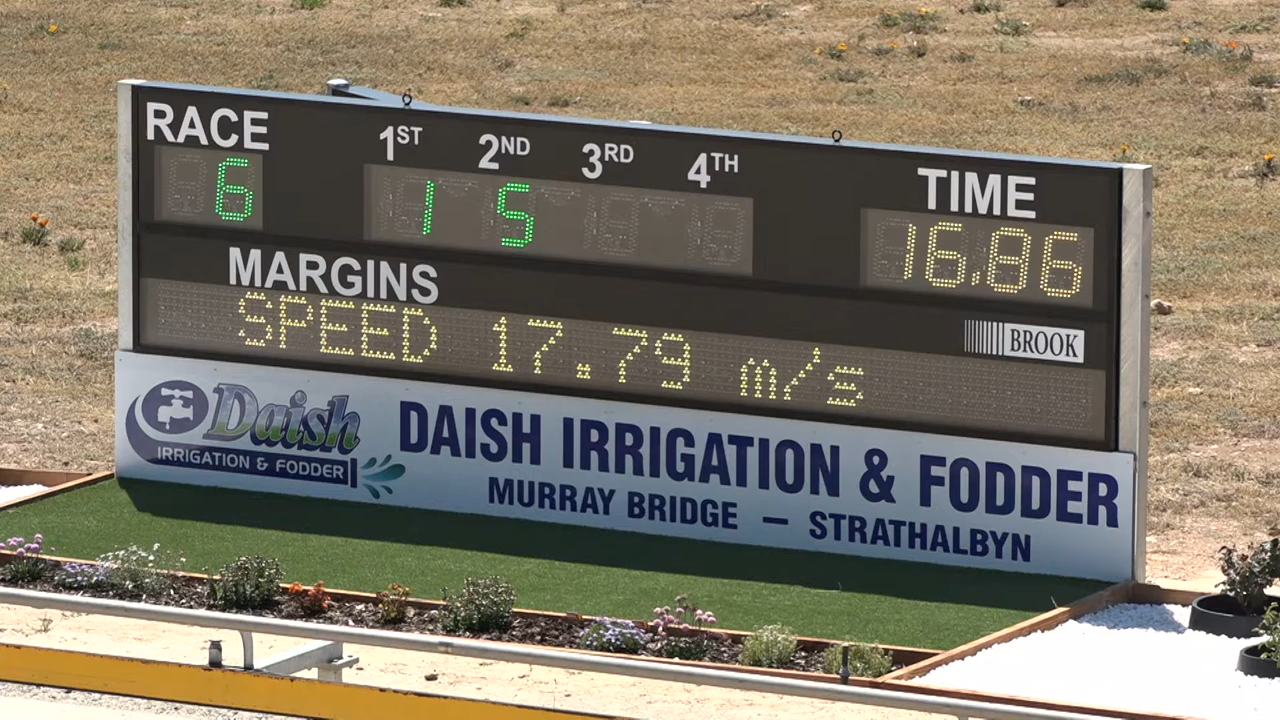 RACE 1ST 2ND 3RD 4TH TIME
6 1 5 16.86
MARGINS
SPEED 17.79 m/s
BROOK
Daish
IRRIGATION & FODDER
DAISH IRRIGATION & FODDER
MURRAY BRIDGE – STRATHALBYN